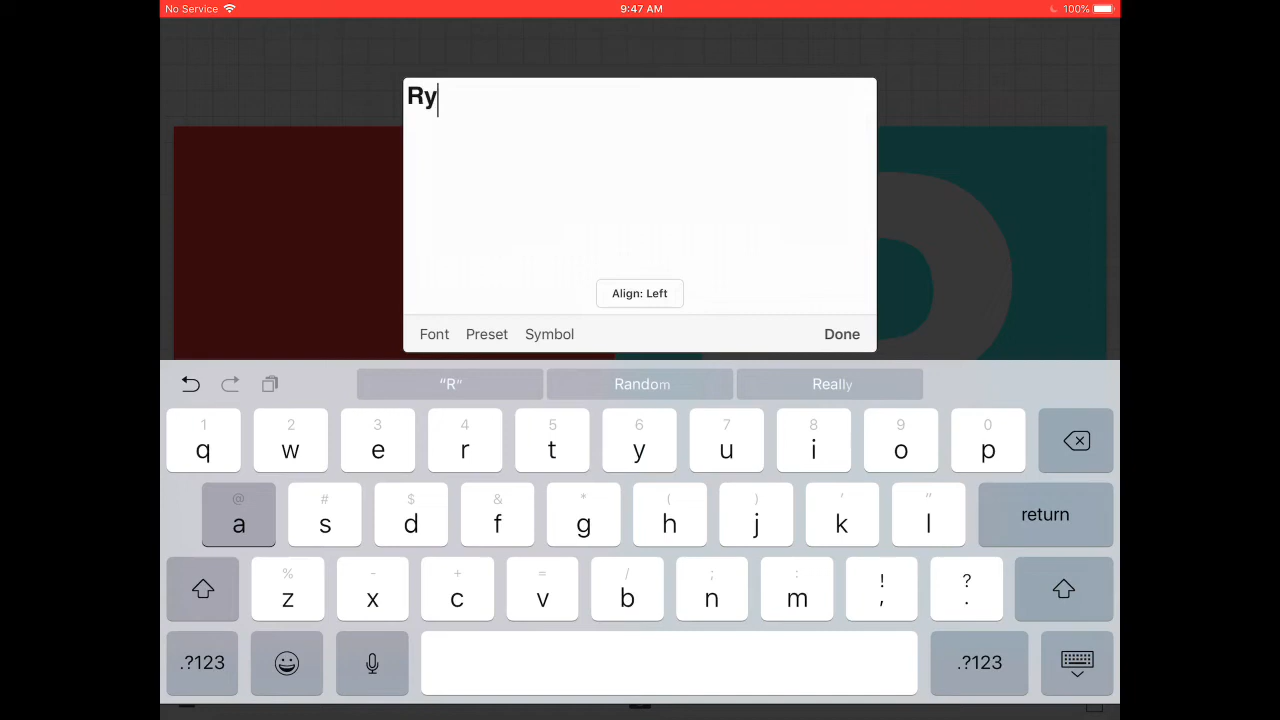 No Service 9:47 AM 100%
Ry
Align: Left
Font Preset Symbol Done
“R” Random Really
1 2 3 4 5 6 7 8 9 0
q w e r t y u i o p
@ # $ & * ( ) ' "
a s d f g h j k l return
% - + = / ; : ! ?
z x c v b n m , .
.?123 .?123